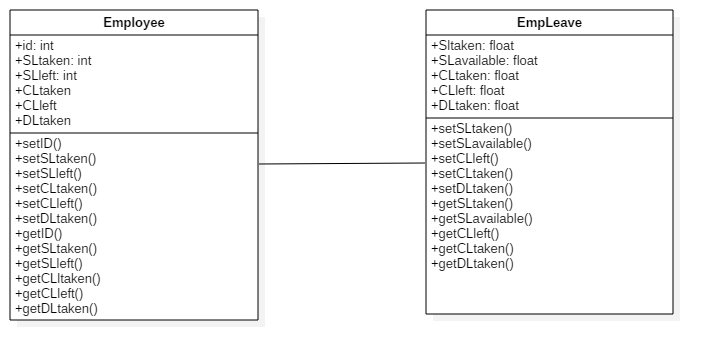 Employee
+id: int
+SLtaken: int
+SLleft: int
+CLtaken
+CLleft
+DLtaken
+setID()
+setSLtaken()
+setSLleft()
+setCLtaken()
+setCLleft()
+setDLtaken()
+getID()
+getSLtaken()
+getSLleft()
+getCLltaken()
+getCLleft()
+getDLtaken()
EmpLeave
+Sltaken: float
+SLavailable: float
+CLtaken: float
+CLleft: float
+DLtaken: float
+setSLtaken()
+setSLavailable()
+setCLleft()
+setCLtaken()
+setDLtaken()
+getSLtaken()
+getSLavailable()
+getCLleft()
+getCLtaken()
+getDLtaken()